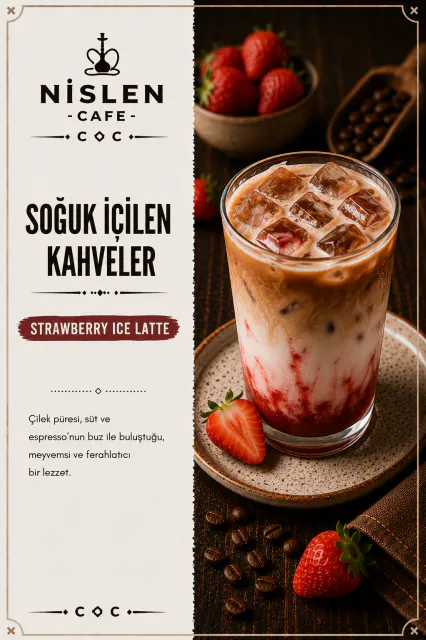 NİSLEN
-CAFE-
C◇C
SOĞUK İÇİLEN
KAHVELER
STRAWBERRY ICE LATTE
Çilek püresi, süt ve
espresso'nun buz ile buluştuğu,
meyvemsi ve ferahlatıcı
bir lezzet.
C◇C